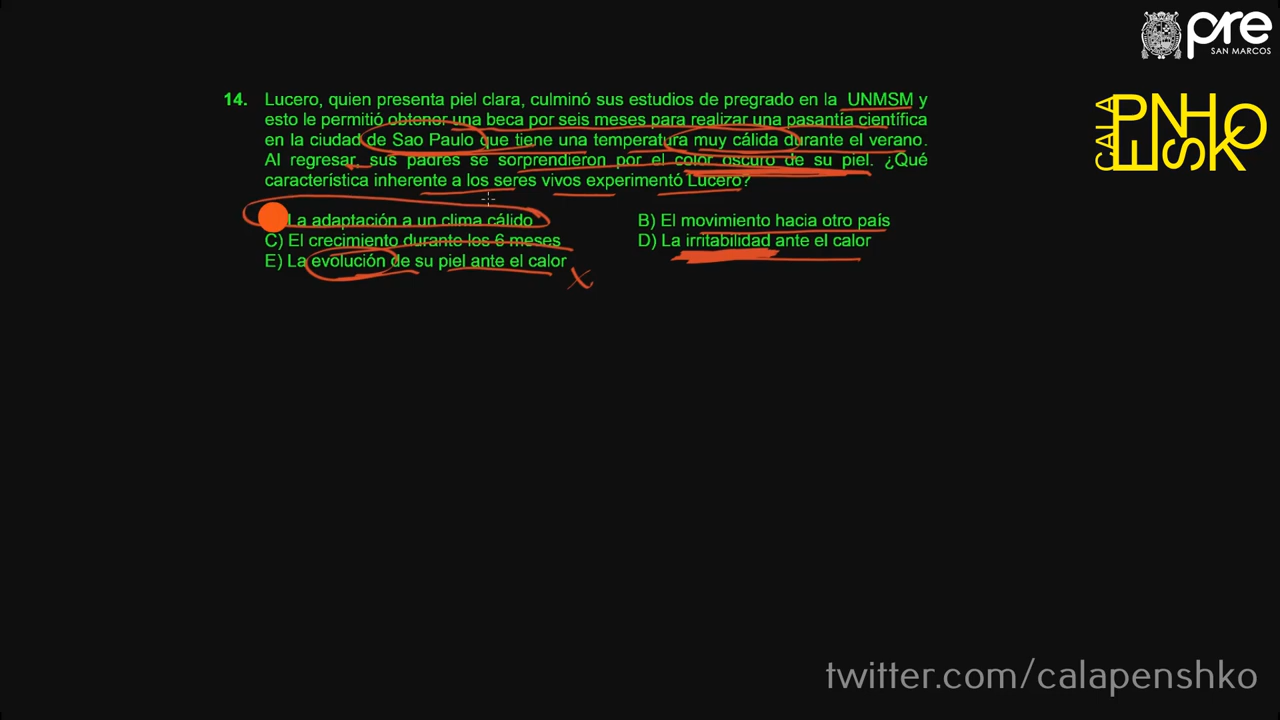 pre
SAN MARCOS
CALA
PENSHKO
14. Lucero, quien presenta piel clara, culminó sus estudios de pregrado en la UNMSM y
esto le permitió obtener una beca por seis meses para realizar una pasantía científica
en la ciudad de Sao Paulo que tiene una temperatura muy cálida durante el verano.
Al regresar, sus padres se sorprendieron por el color oscuro de su piel. ¿Qué
característica inherente a los seres vivos experimentó Lucero?
La adaptación a un clima cálido B) El movimiento hacia otro país
C) El crecimiento durante los 6 meses D) La irritabilidad ante el calor
E) La evolución de su piel ante el calor x
twitter.com/calapenshko